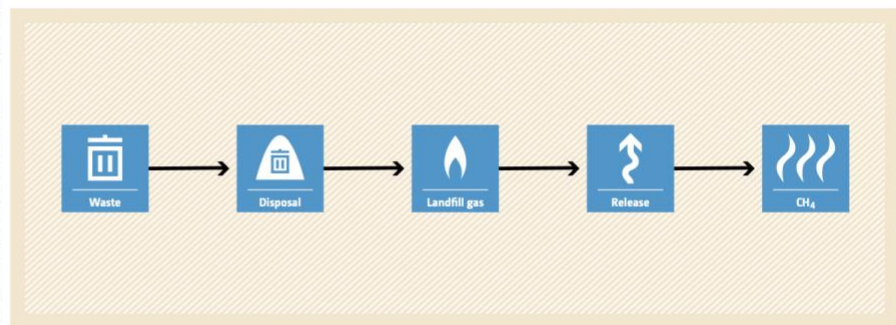 Waste
Disposal
Landfill gas
Release
CH₄